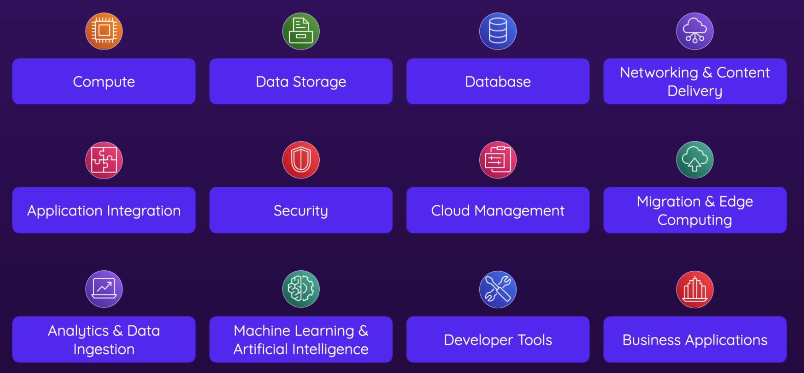 Compute
Data Storage
Database
Networking & Content
Delivery
Application Integration
Security
Cloud Management
Migration & Edge
Computing
Analytics & Data
Ingestion
Machine Learning &
Artificial Intelligence
Developer Tools
Business Applications